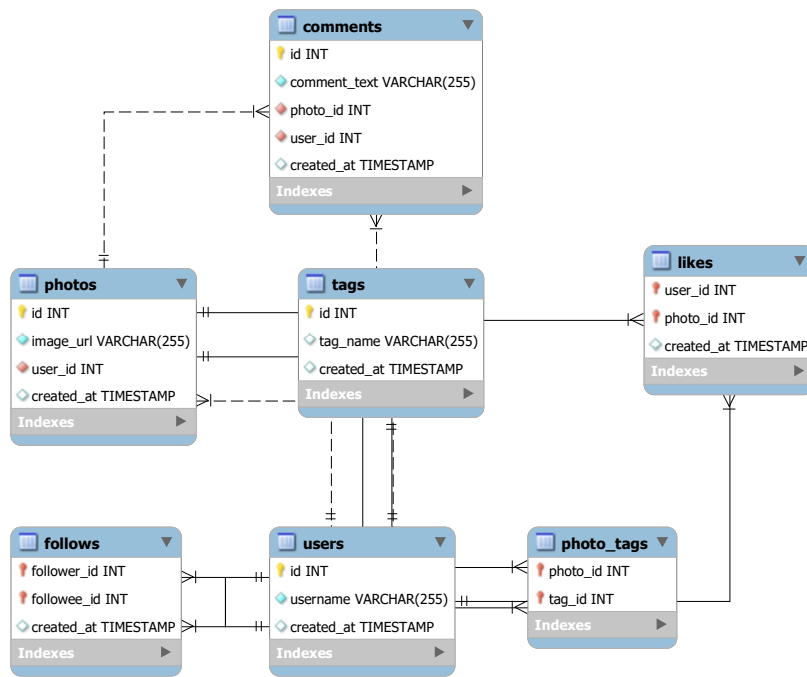 comments
id INT
comment_text VARCHAR(255)
photo_id INT
user_id INT
created_at TIMESTAMP
Indexes
photos
id INT
image_url VARCHAR(255)
user_id INT
created_at TIMESTAMP
Indexes
tags
id INT
tag_name VARCHAR(255)
created_at TIMESTAMP
Indexes
likes
user_id INT
photo_id INT
created_at TIMESTAMP
Indexes
follows
follower_id INT
followee_id INT
created_at TIMESTAMP
Indexes
users
id INT
username VARCHAR(255)
created_at TIMESTAMP
Indexes
photo_tags
photo_id INT
tag_id INT
Indexes